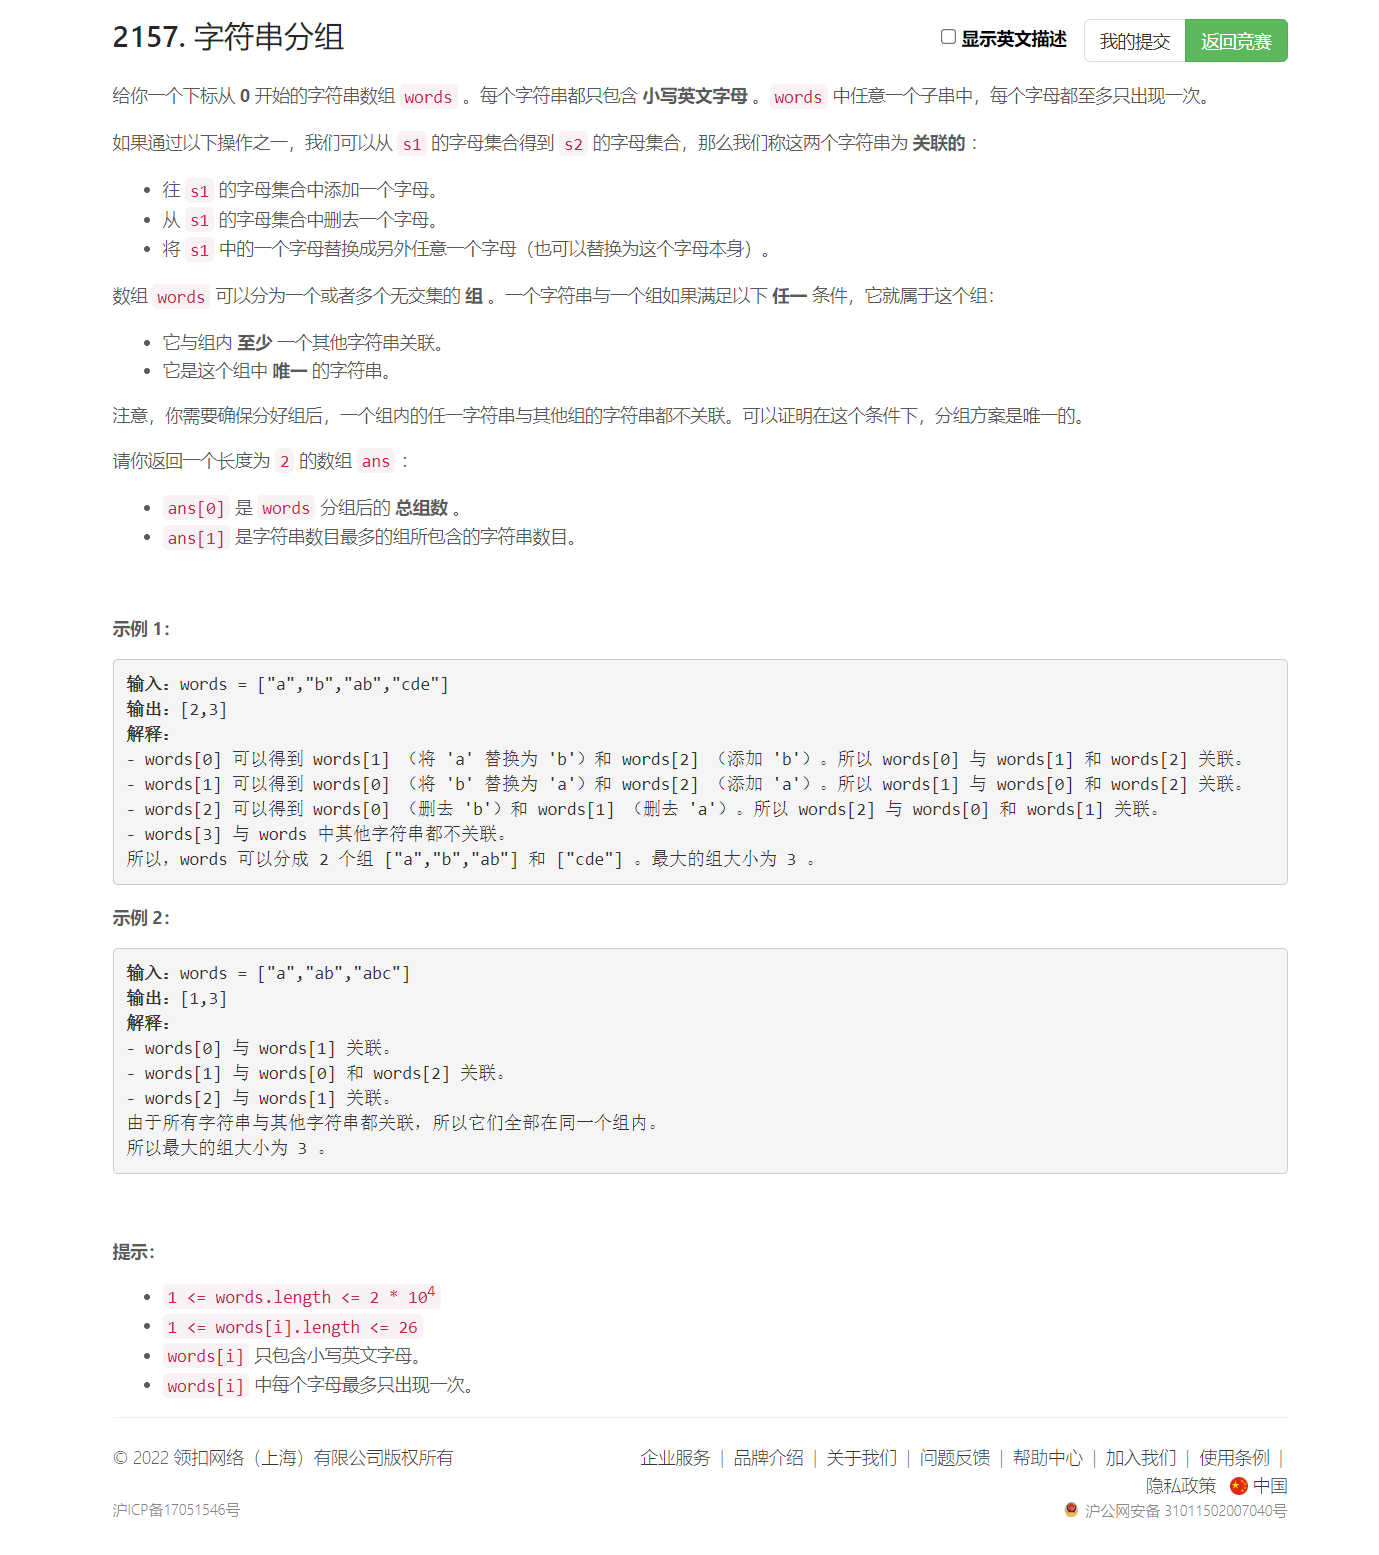 2157. 字符串分组
显示英文描述
我的提交
返回竞赛
给你一个下标从 0 开始的字符串数组 words 。每个字符串都只包含 小写英文字母 。words 中任意一个子串中，每个字母都至多只出现一次。
如果通过以下操作之一，我们可以从 s1 的字母集合得到 s2 的字母集合，那么我们称这两个字符串为 关联的 ：
往 s1 的字母集合中添加一个字母。
从 s1 的字母集合中删去一个字母。
将 s1 中的一个字母替换成另外任意一个字母（也可以替换为这个字母本身）。
数组 words 可以分为一个或者多个无交集的 组 。一个字符串与一个组如果满足以下 任一 条件，它就属于这个组：
它与组内 至少 一个其他字符串关联。
它是这个组中 唯一 的字符串。
注意，你需要确保分好组后，一个组内的任一字符串与其他组的字符串都不关联。可以证明在这个条件下，分组方案是唯一的。
请你返回一个长度为 2 的数组 ans ：
ans[0] 是 words 分组后的 总组数 。
ans[1] 是字符串数目最多的组所包含的字符串数目。
示例 1：
输入：words = ["a","b","ab","cde"]
输出：[2,3]
解释：
- words[0] 可以得到 words[1] （将 'a' 替换为 'b'）和 words[2] （添加 'b'）。所以 words[0] 与 words[1] 和 words[2] 关联。
- words[1] 可以得到 words[0] （将 'b' 替换为 'a'）和 words[2] （添加 'a'）。所以 words[1] 与 words[0] 和 words[2] 关联。
- words[2] 可以得到 words[0] （删去 'b'）和 words[1] （删去 'a'）。所以 words[2] 与 words[0] 和 words[1] 关联。
- words[3] 与 words 中其他字符串都不关联。
所以，words 可以分成 2 个组 ["a","b","ab"] 和 ["cde"] 。最大的组大小为 3 。
示例 2：
输入：words = ["a","ab","abc"]
输出：[1,3]
解释：
- words[0] 与 words[1] 关联。
- words[1] 与 words[0] 和 words[2] 关联。
- words[2] 与 words[1] 关联。
由于所有字符串与其他字符串都关联，所以它们全部在同一个组内。
所以最大的组大小为 3 。
提示：
1 <= words.length <= 2 * 10⁴
1 <= words[i].length <= 26
words[i] 只包含小写英文字母。
words[i] 中每个字母最多只出现一次。
© 2022 领扣网络（上海）有限公司版权所有
企业服务 | 品牌介绍 | 关于我们 | 问题反馈 | 帮助中心 | 加入我们 | 使用条例 |
隐私政策 中国
沪ICP备17051546号
沪公网安备 31011502007040号